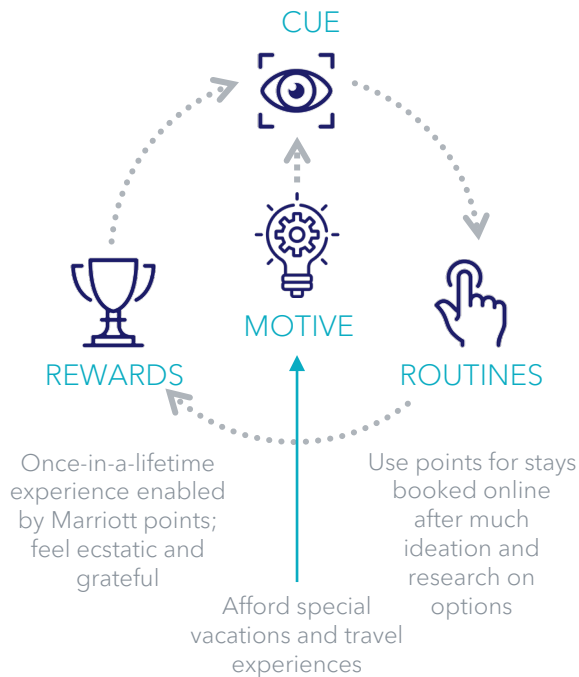 CUE
MOTIVE
REWARDS
ROUTINES
Once-in-a-lifetime
experience enabled
by Marriott points;
feel ecstatic and
grateful
Use points for stays
booked online
after much
ideation and
research on
options
Afford special
vacations and travel
experiences